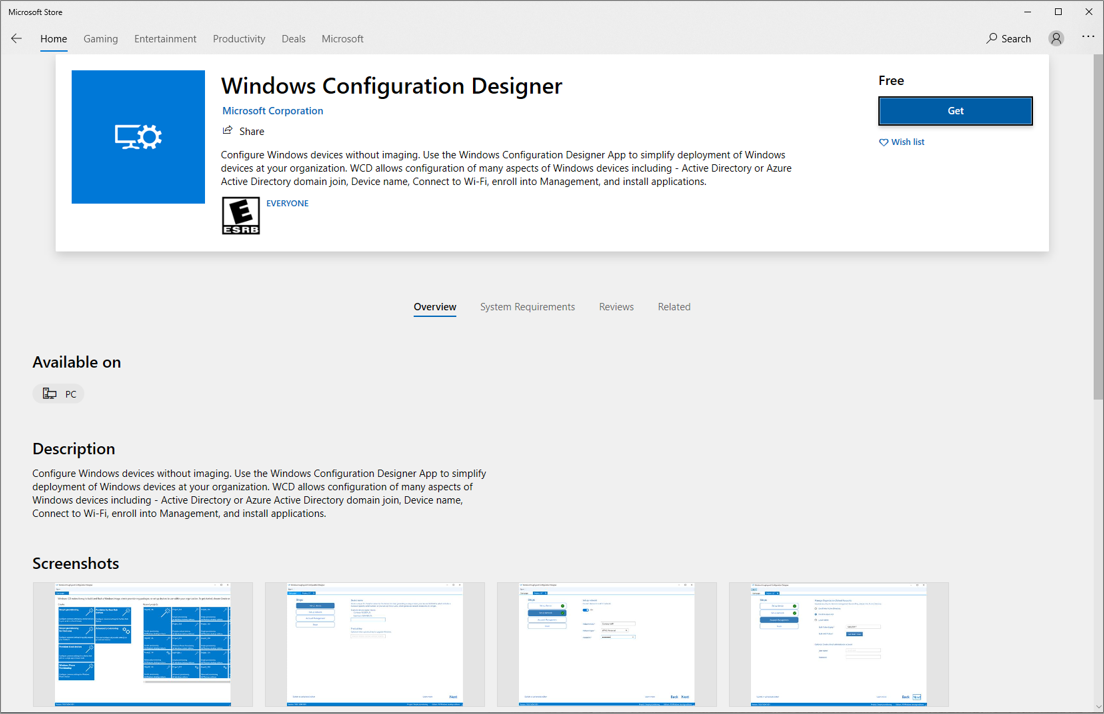 Microsoft Store
Home Gaming Entertainment Productivity Deals Microsoft Search
Windows Configuration Designer
Microsoft Corporation
Share
Configure Windows devices without imaging. Use the Windows Configuration Designer App to simplify deployment of Windows
devices at your organization. WCD allows configuration of many aspects of Windows devices including - Active Directory or Azure
Active Directory domain join, Device name, Connect to Wi-Fi, enroll into Management, and install applications.
E
ESRB
EVERYONE
Free
Get
Wish list
Overview System Requirements Reviews Related
Available on
PC
Description
Configure Windows devices without imaging. Use the Windows Configuration Designer App to simplify
deployment of Windows devices at your organization. WCD allows configuration of many aspects of
Windows devices including - Active Directory or Azure Active Directory domain join, Device name,
Connect to Wi-Fi, enroll into Management, and install applications.
Screenshots